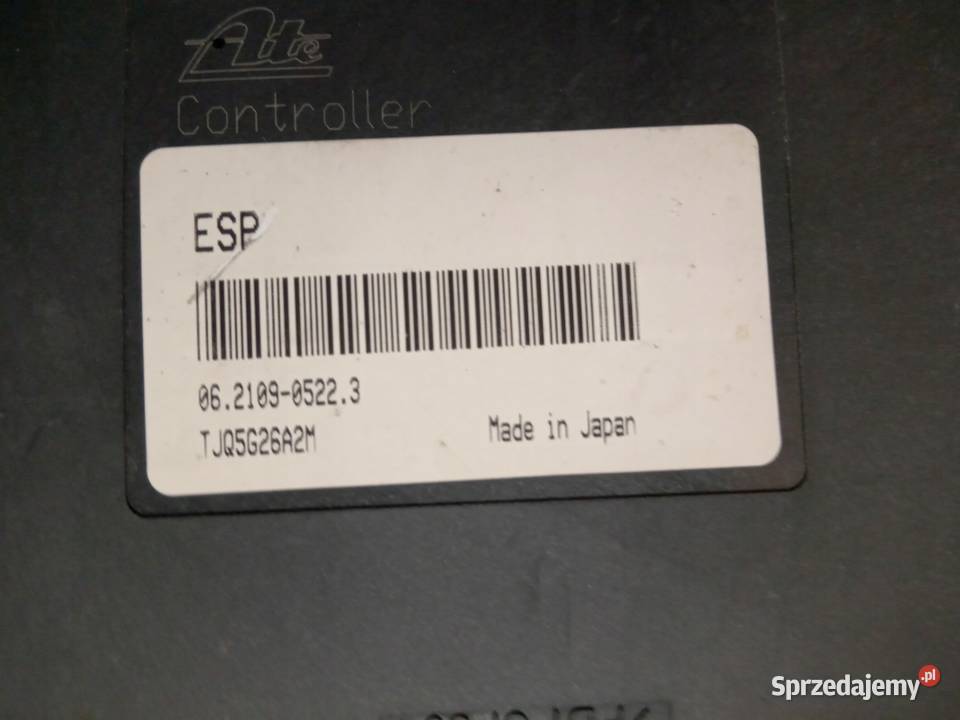 Ate
Controller
ESP
06.2109-0522.3
TJQ5G26A2M
Made in Japan
Sprzedajemy.pl